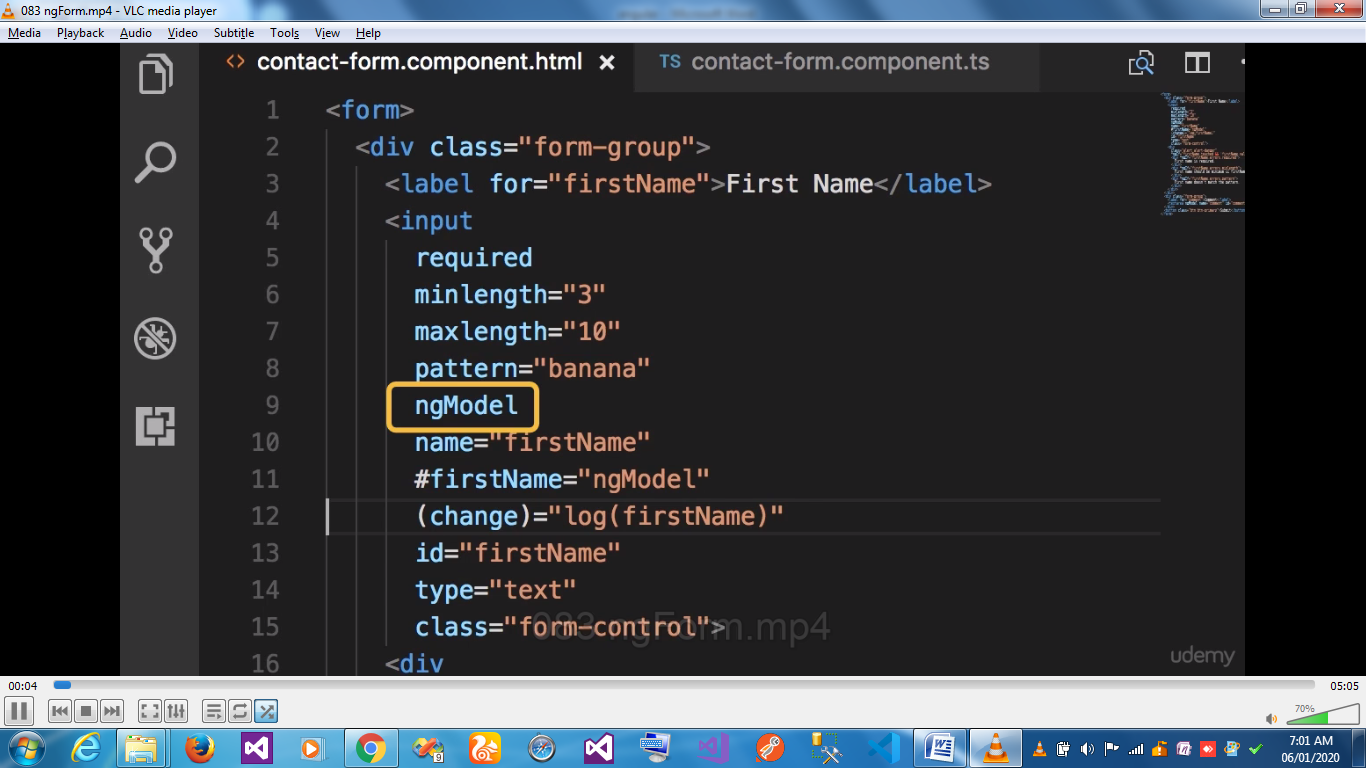 083 ngForm.mp4 - VLC media player
Media Playback Audio Video Subtitle Tools View Help
<> contact-form.component.html × TS contact-form.component.ts
1 <form>
2 <div class="form-group">
3 <label for="firstName">First Name</label>
4 <input
5 required
6 minlength="3"
7 maxlength="10"
8 pattern="banana"
9 ngModel
10 name="firstName"
11 #firstName="ngModel"
12 (change)="log(firstName)"
13 id="firstName"
14 type="text"
15 class="form-control">
083 ngForm.mp4
16 <div
udemy
00:04 05:05
70%
7:01 AM
06/01/2020